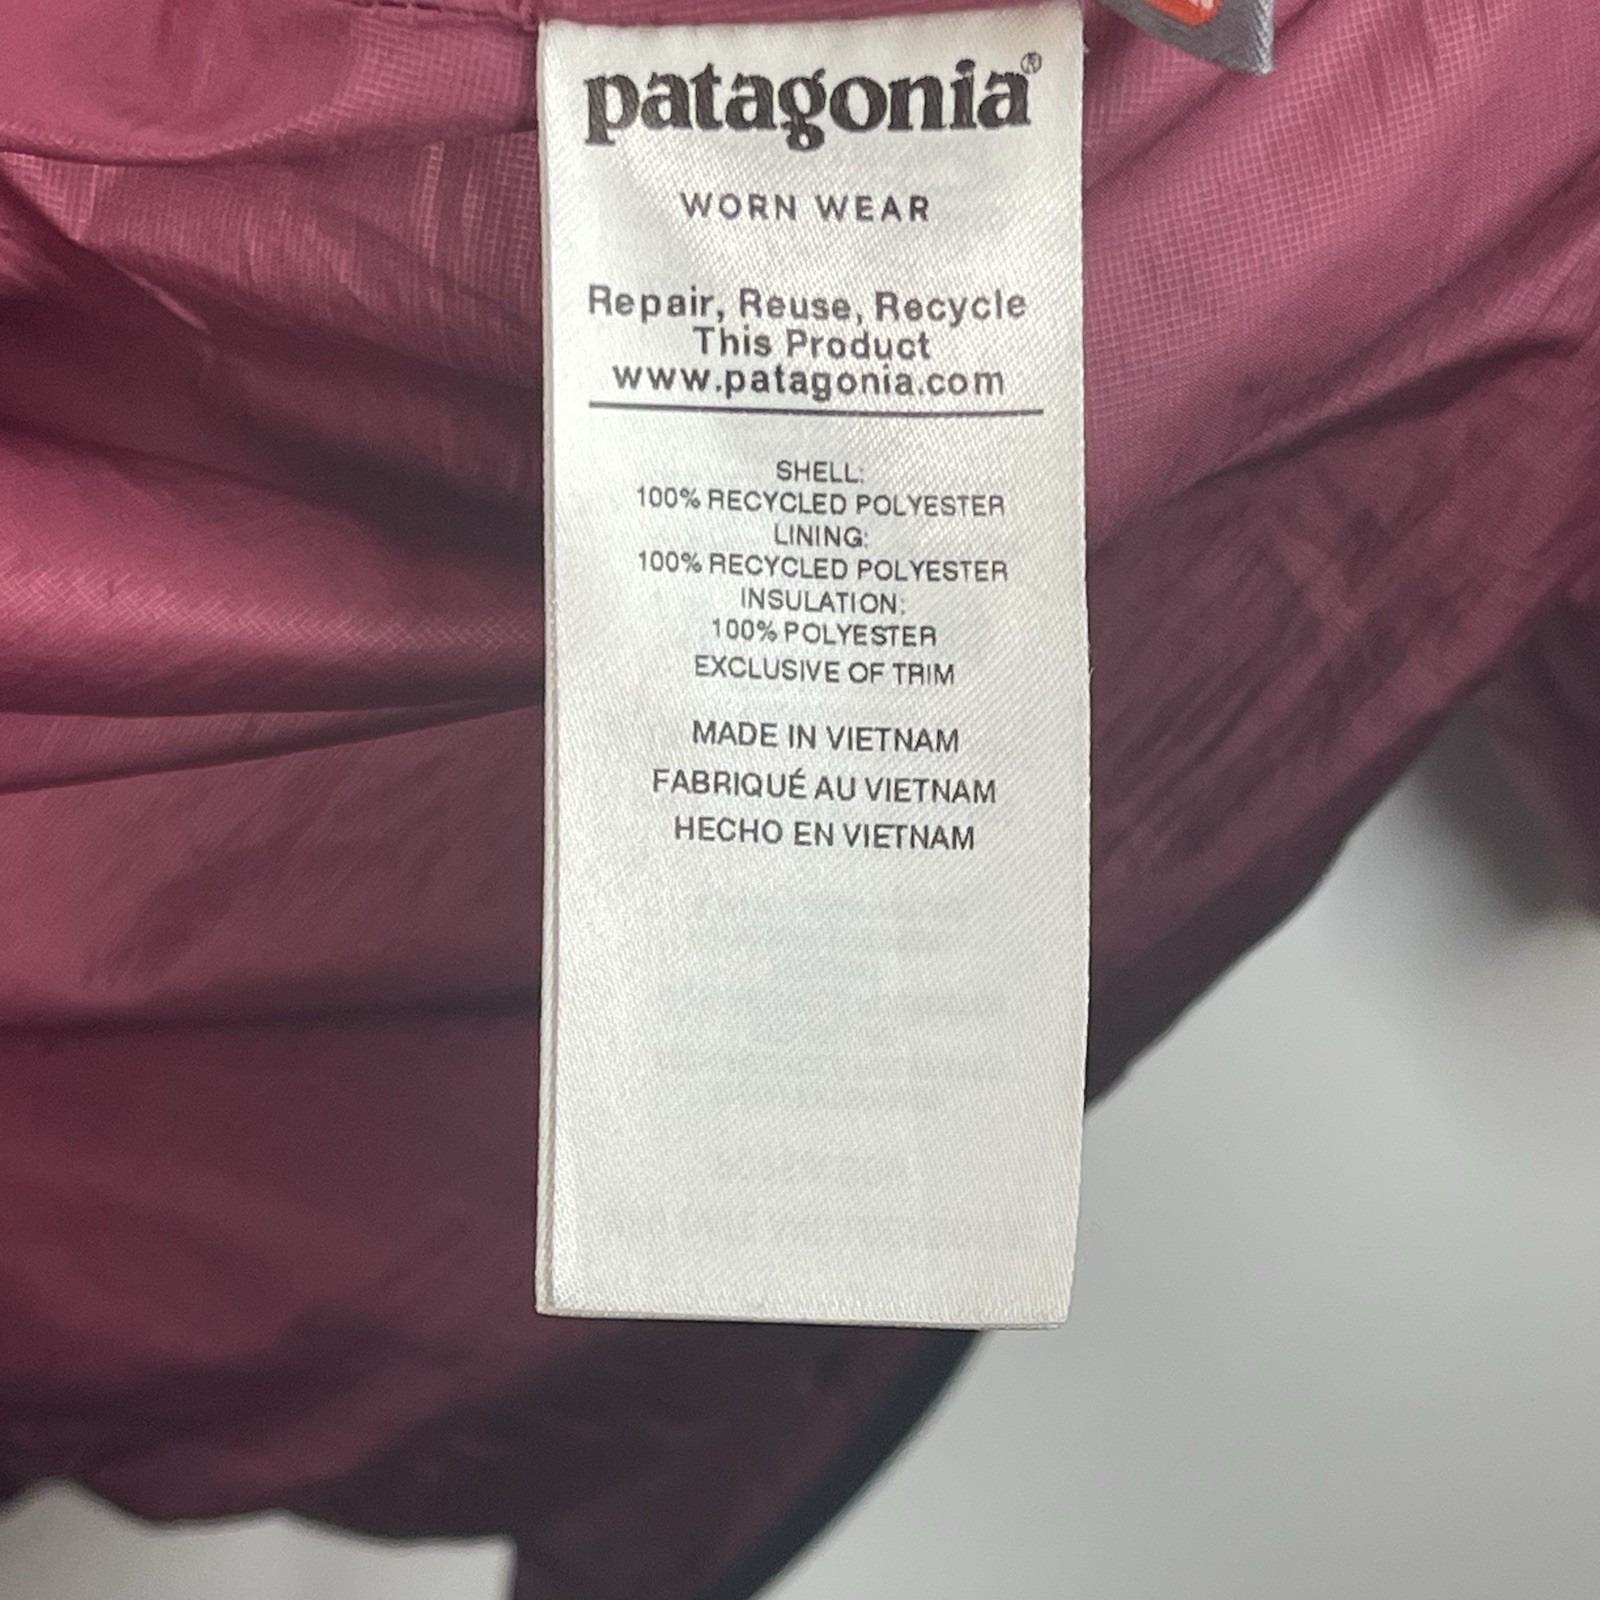 patagonia®
WORN WEAR
Repair, Reuse, Recycle
This Product
www.patagonia.com
SHELL:
100% RECYCLED POLYESTER
LINING:
100% RECYCLED POLYESTER
INSULATION:
100% POLYESTER
EXCLUSIVE OF TRIM
MADE IN VIETNAM
FABRIQUÉ AU VIETNAM
HECHO EN VIETNAM